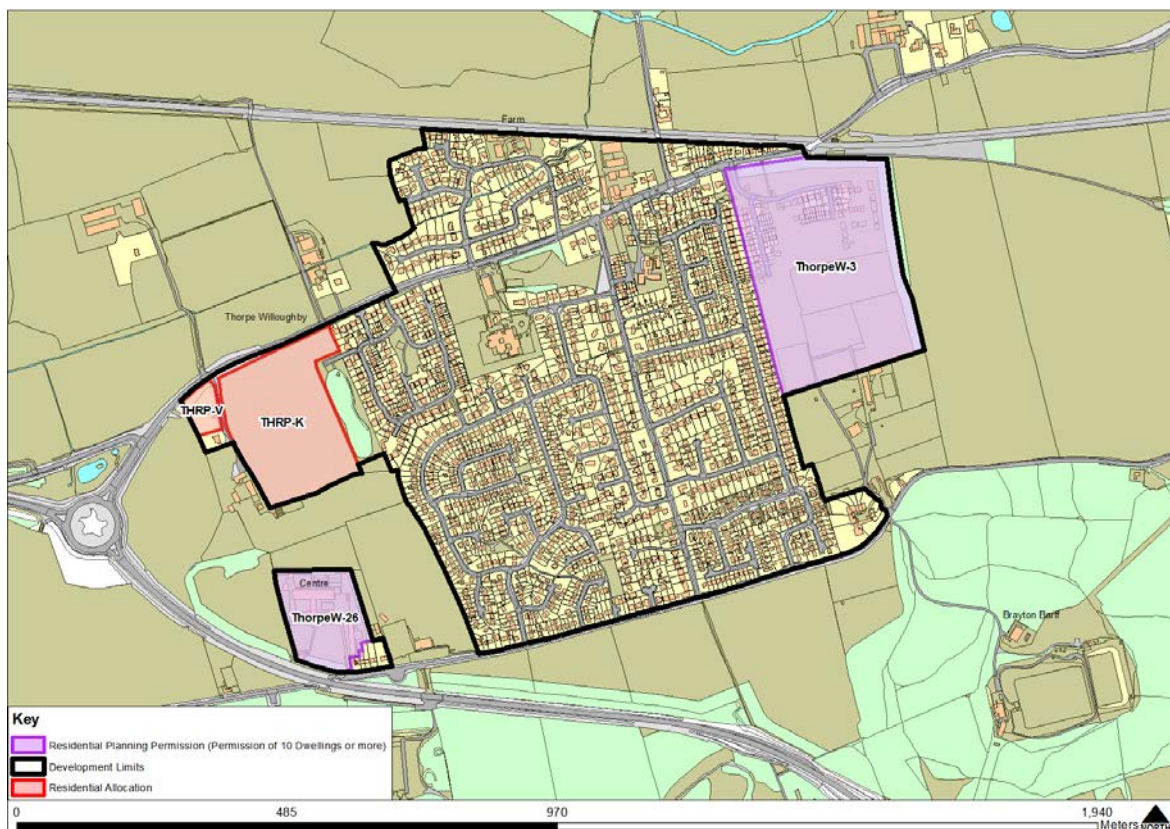 Farm
ThorpeW-3
Thorpe Willoughby
THRP-V
THRP-K
Centre
ThorpeW-26
Brayton Barff
Key
Residential Planning Permission (Permission of 10 Dwellings or more)
Development Limits
Residential Allocation
0 485 970 1,940
Meters NORTH